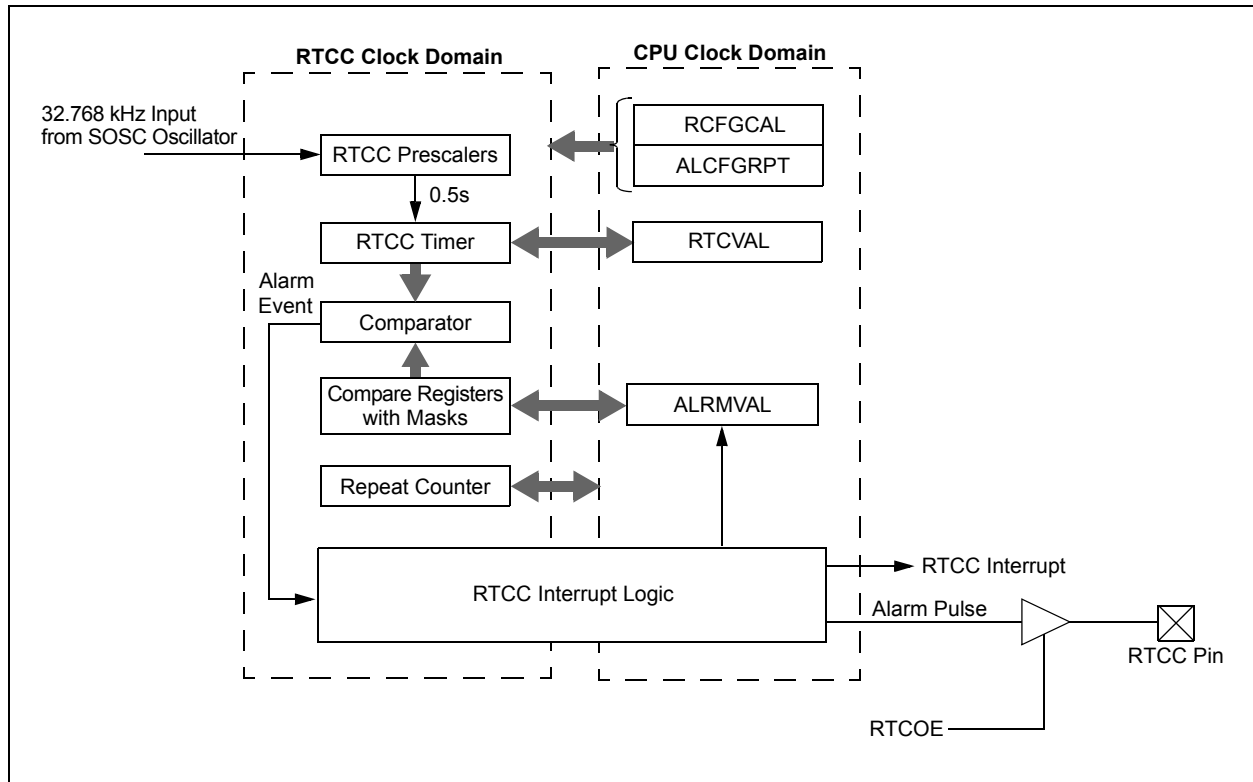 RTCC Clock Domain
CPU Clock Domain
32.768 kHz Input
from SOSC Oscillator
RTCC Prescalers
RCFGCAL
ALCFGRPT
0.5s
RTCC Timer
RTCVAL
Alarm
Event
Comparator
Compare Registers
with Masks
ALRMVAL
Repeat Counter
RTCC Interrupt Logic
RTCC Interrupt
Alarm Pulse
RTCC Pin
RTCOE